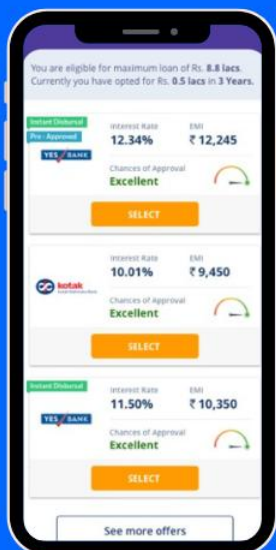 You are eligible for maximum loan of Rs. 8.8 lacs.
Currently you have opted for Rs. 0.5 lacs in 3 Years.
Instant Disbursal
Pre - Approved
YES BANK
Interest Rate
EMI
12.34%
₹ 12,245
Chances of Approval
Excellent
SELECT
kotak
Interest Rate
EMI
10.01%
₹ 9,450
Chances of Approval
Excellent
SELECT
Instant Disbursal
YES BANK
Interest Rate
EMI
11.50%
₹ 10,350
Chances of Approval
Excellent
SELECT
See more offers